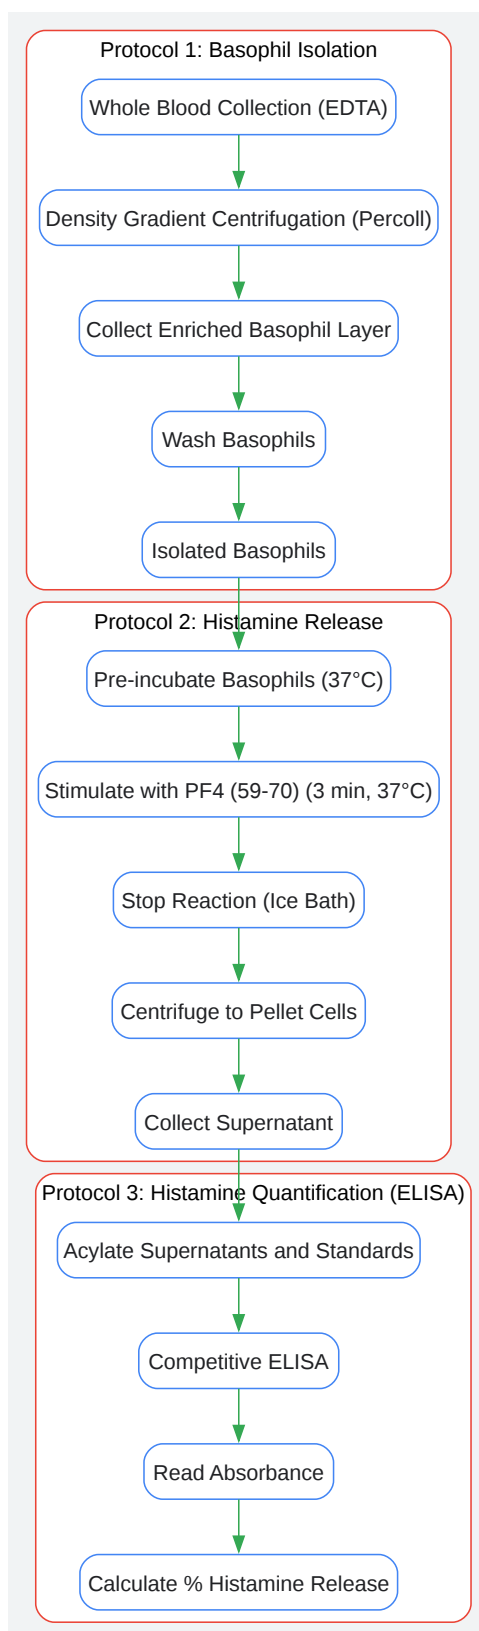 Protocol 1: Basophil Isolation
Whole Blood Collection (EDTA)
Density Gradient Centrifugation (Percoll)
Collect Enriched Basophil Layer
Wash Basophils
Isolated Basophils
Protocol 2: Histamine Release
Pre-incubate Basophils (37°C)
Stimulate with PF4 (59-70) (3 min, 37°C)
Stop Reaction (Ice Bath)
Centrifuge to Pellet Cells
Collect Supernatant
Protocol 3: Histamine Quantification (ELISA)
Acylate Supernatants and Standards
Competitive ELISA
Read Absorbance
Calculate % Histamine Release